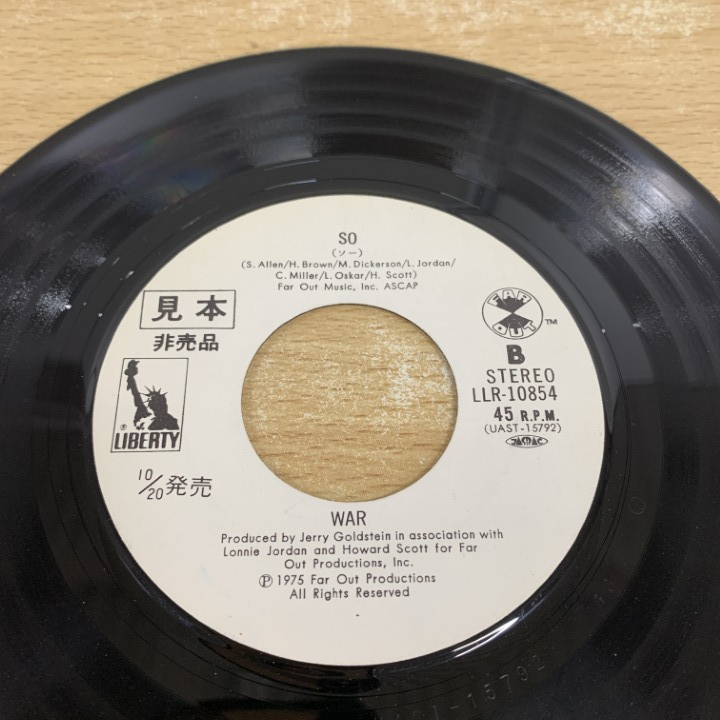 SO
(ソー)
(S. Allen/H. Brown/M. Dickerson/L. Jordan/
C. Miller/L. Oskar/H. Scott)
Far Out Music, Inc. ASCAP
見本
非売品
® LIBERTY
10/20発売
FAR
OUT
TM
B
STEREO
LLR-10854
45 R.P.M.
(UAST-15792)
JASRAC
WAR
Produced by Jerry Goldstein in association with
Lonnie Jordan and Howard Scott for Far
Out Productions, Inc.
℗ 1975 Far Out Productions
All Rights Reserved